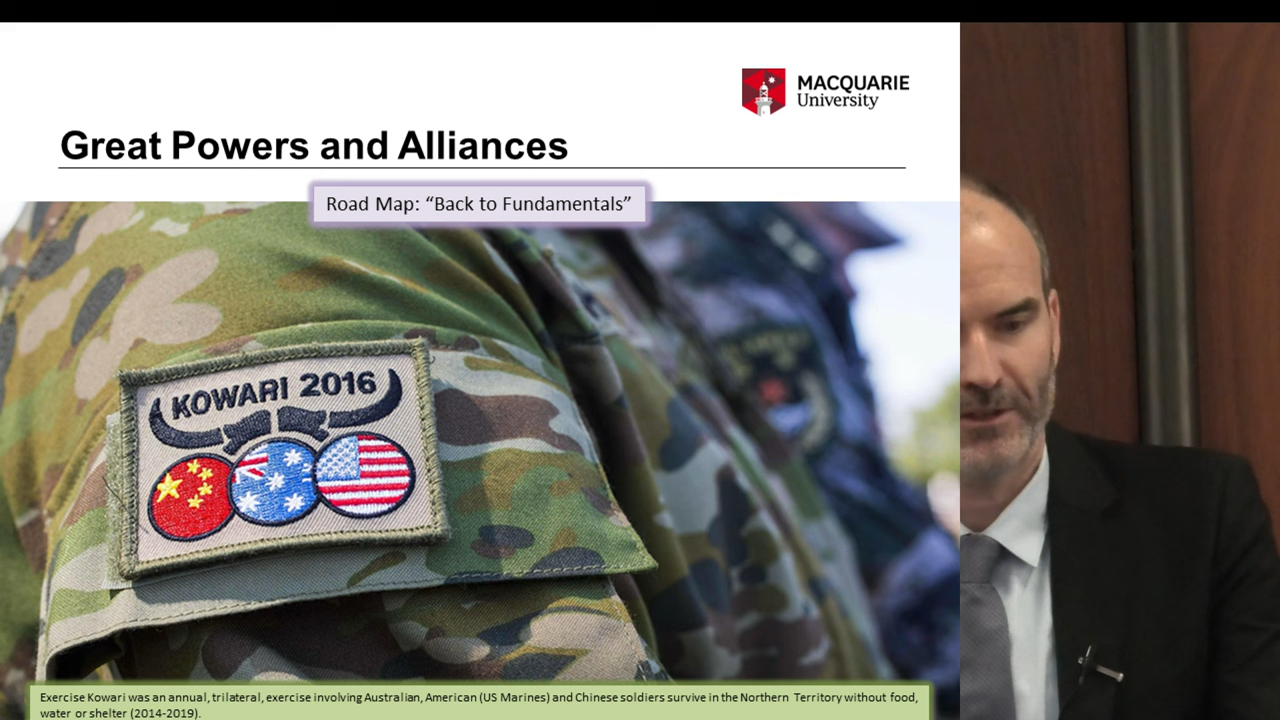 MACQUARIE
University
Great Powers and Alliances
Road Map: “Back to Fundamentals”
KOWARI 2016
Exercise Kowari was an annual, trilateral, exercise involving Australian, American (US Marines) and Chinese soldiers survive in the Northern Territory without food,
water or shelter (2014-2019).